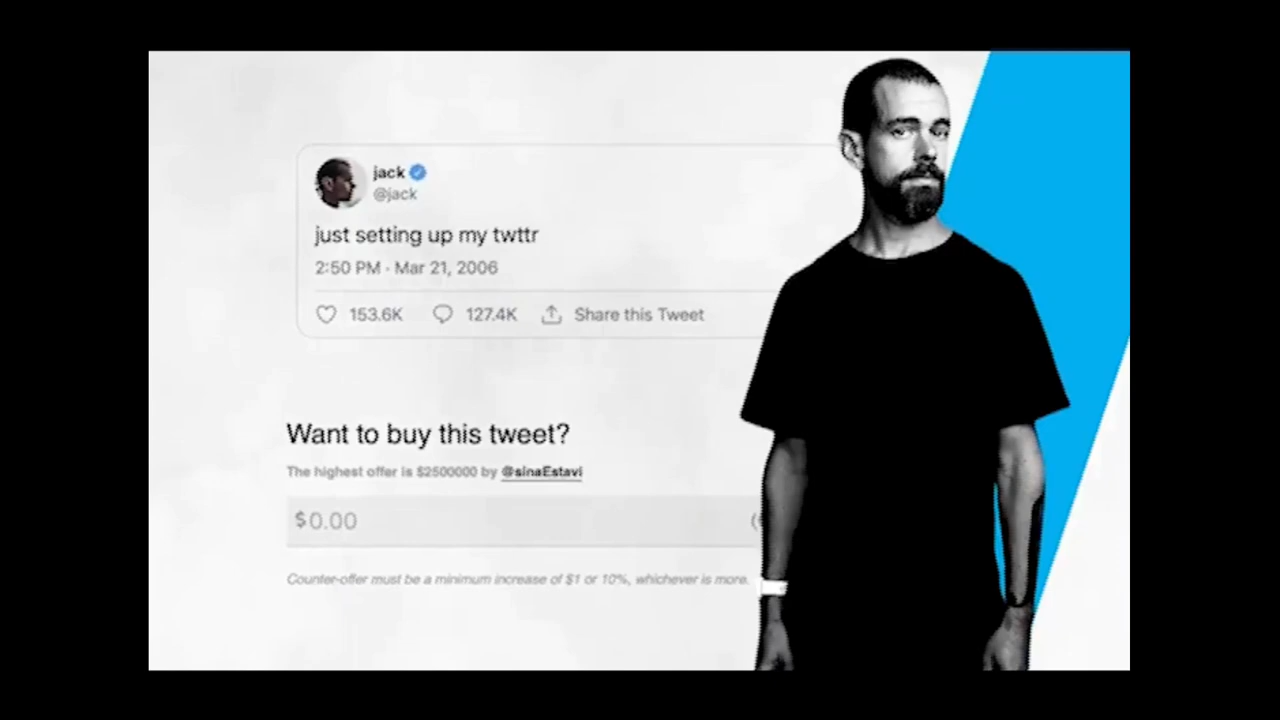 jack
@jack
just setting up my twttr
2:50 PM · Mar 21, 2006
153.6K 127.4K Share this Tweet
Want to buy this tweet?
The highest offer is $2500000 by @sinaEstavi
$0.00
Counter-offer must be a minimum increase of $1 or 10%, whichever is more.